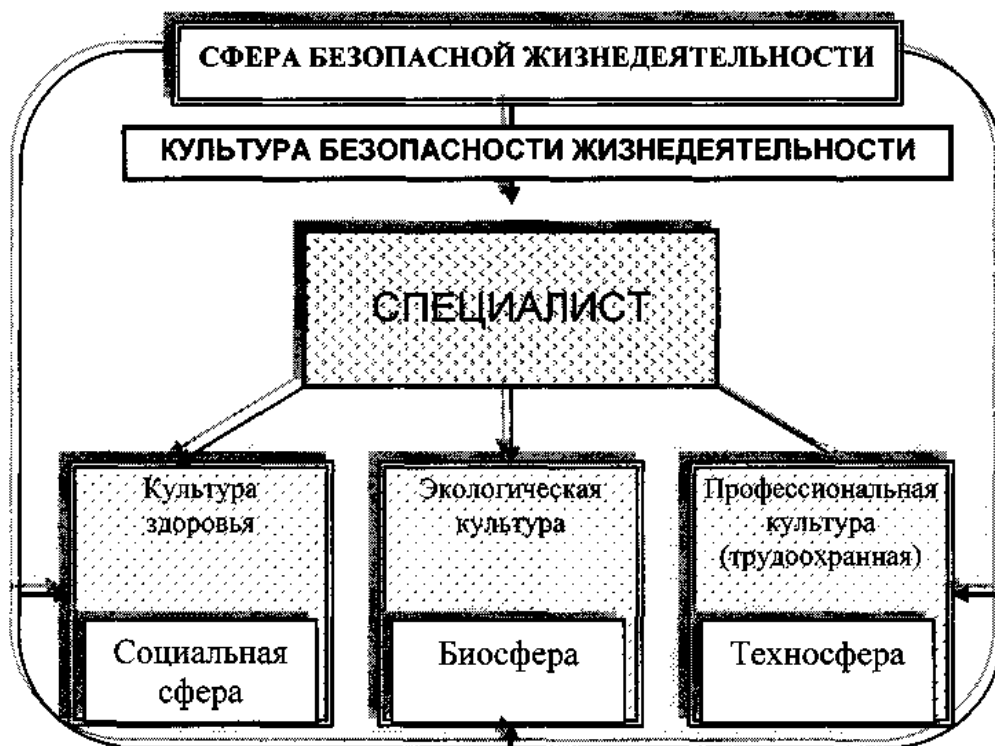 СФЕРА БЕЗОПАСНОЙ ЖИЗНЕДЕЯТЕЛЬНОСТИ
КУЛЬТУРА БЕЗОПАСНОСТИ ЖИЗНЕДЕЯТЕЛЬНОСТИ
СПЕЦИАЛИСТ
Культура
здоровья
Социальная
сфера
Экологическая
культура
Биосфера
Профессиональная
культура
(трудоохранная)
Техносфера